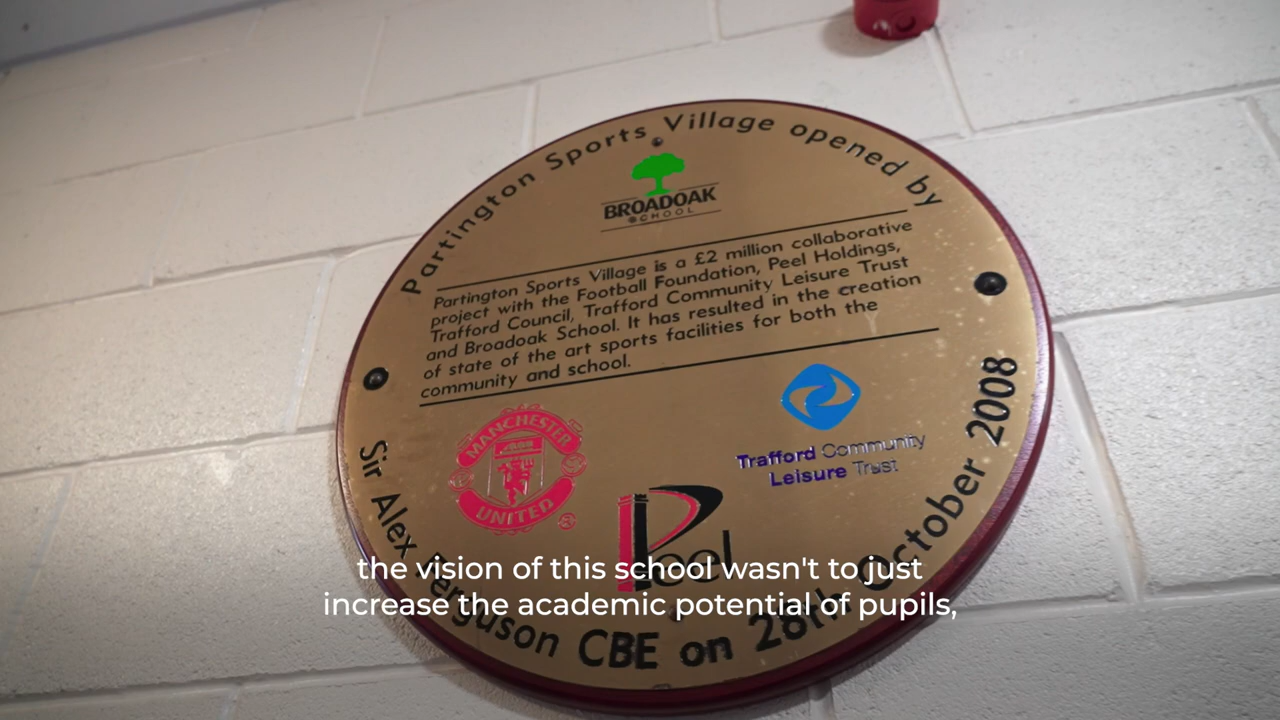 Partington Sports Village opened by
BROADOAK
SCHOOL
Partington Sports Village is a £2 million collaborative
project with the Football Foundation, Peel Holdings,
Trafford Council, Trafford Community Leisure Trust
and Broadoak School. It has resulted in the creation
of state of the art sports facilities for both the
community and school.
MANCHESTER
UNITED
Trafford Community
Leisure Trust
Peel
Sir Alex Ferguson CBE on 28th October 2008
the vision of this school wasn't to just
increase the academic potential of pupils,